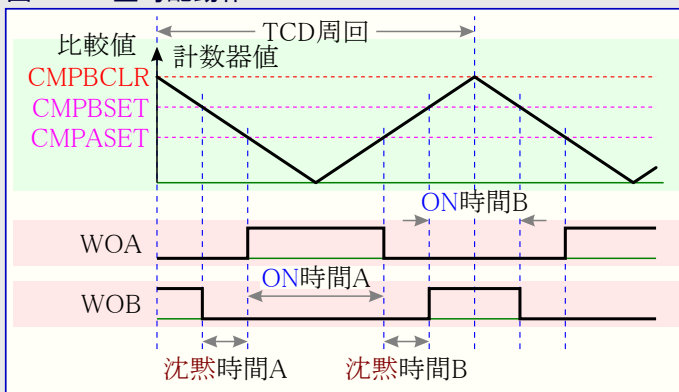 TCD周回
比較値
計数器値
CMPBCLR
CMPBSET
CMPASET
ON時間B
WOA
ON時間A
WOB
沈黙時間A
沈黙時間B